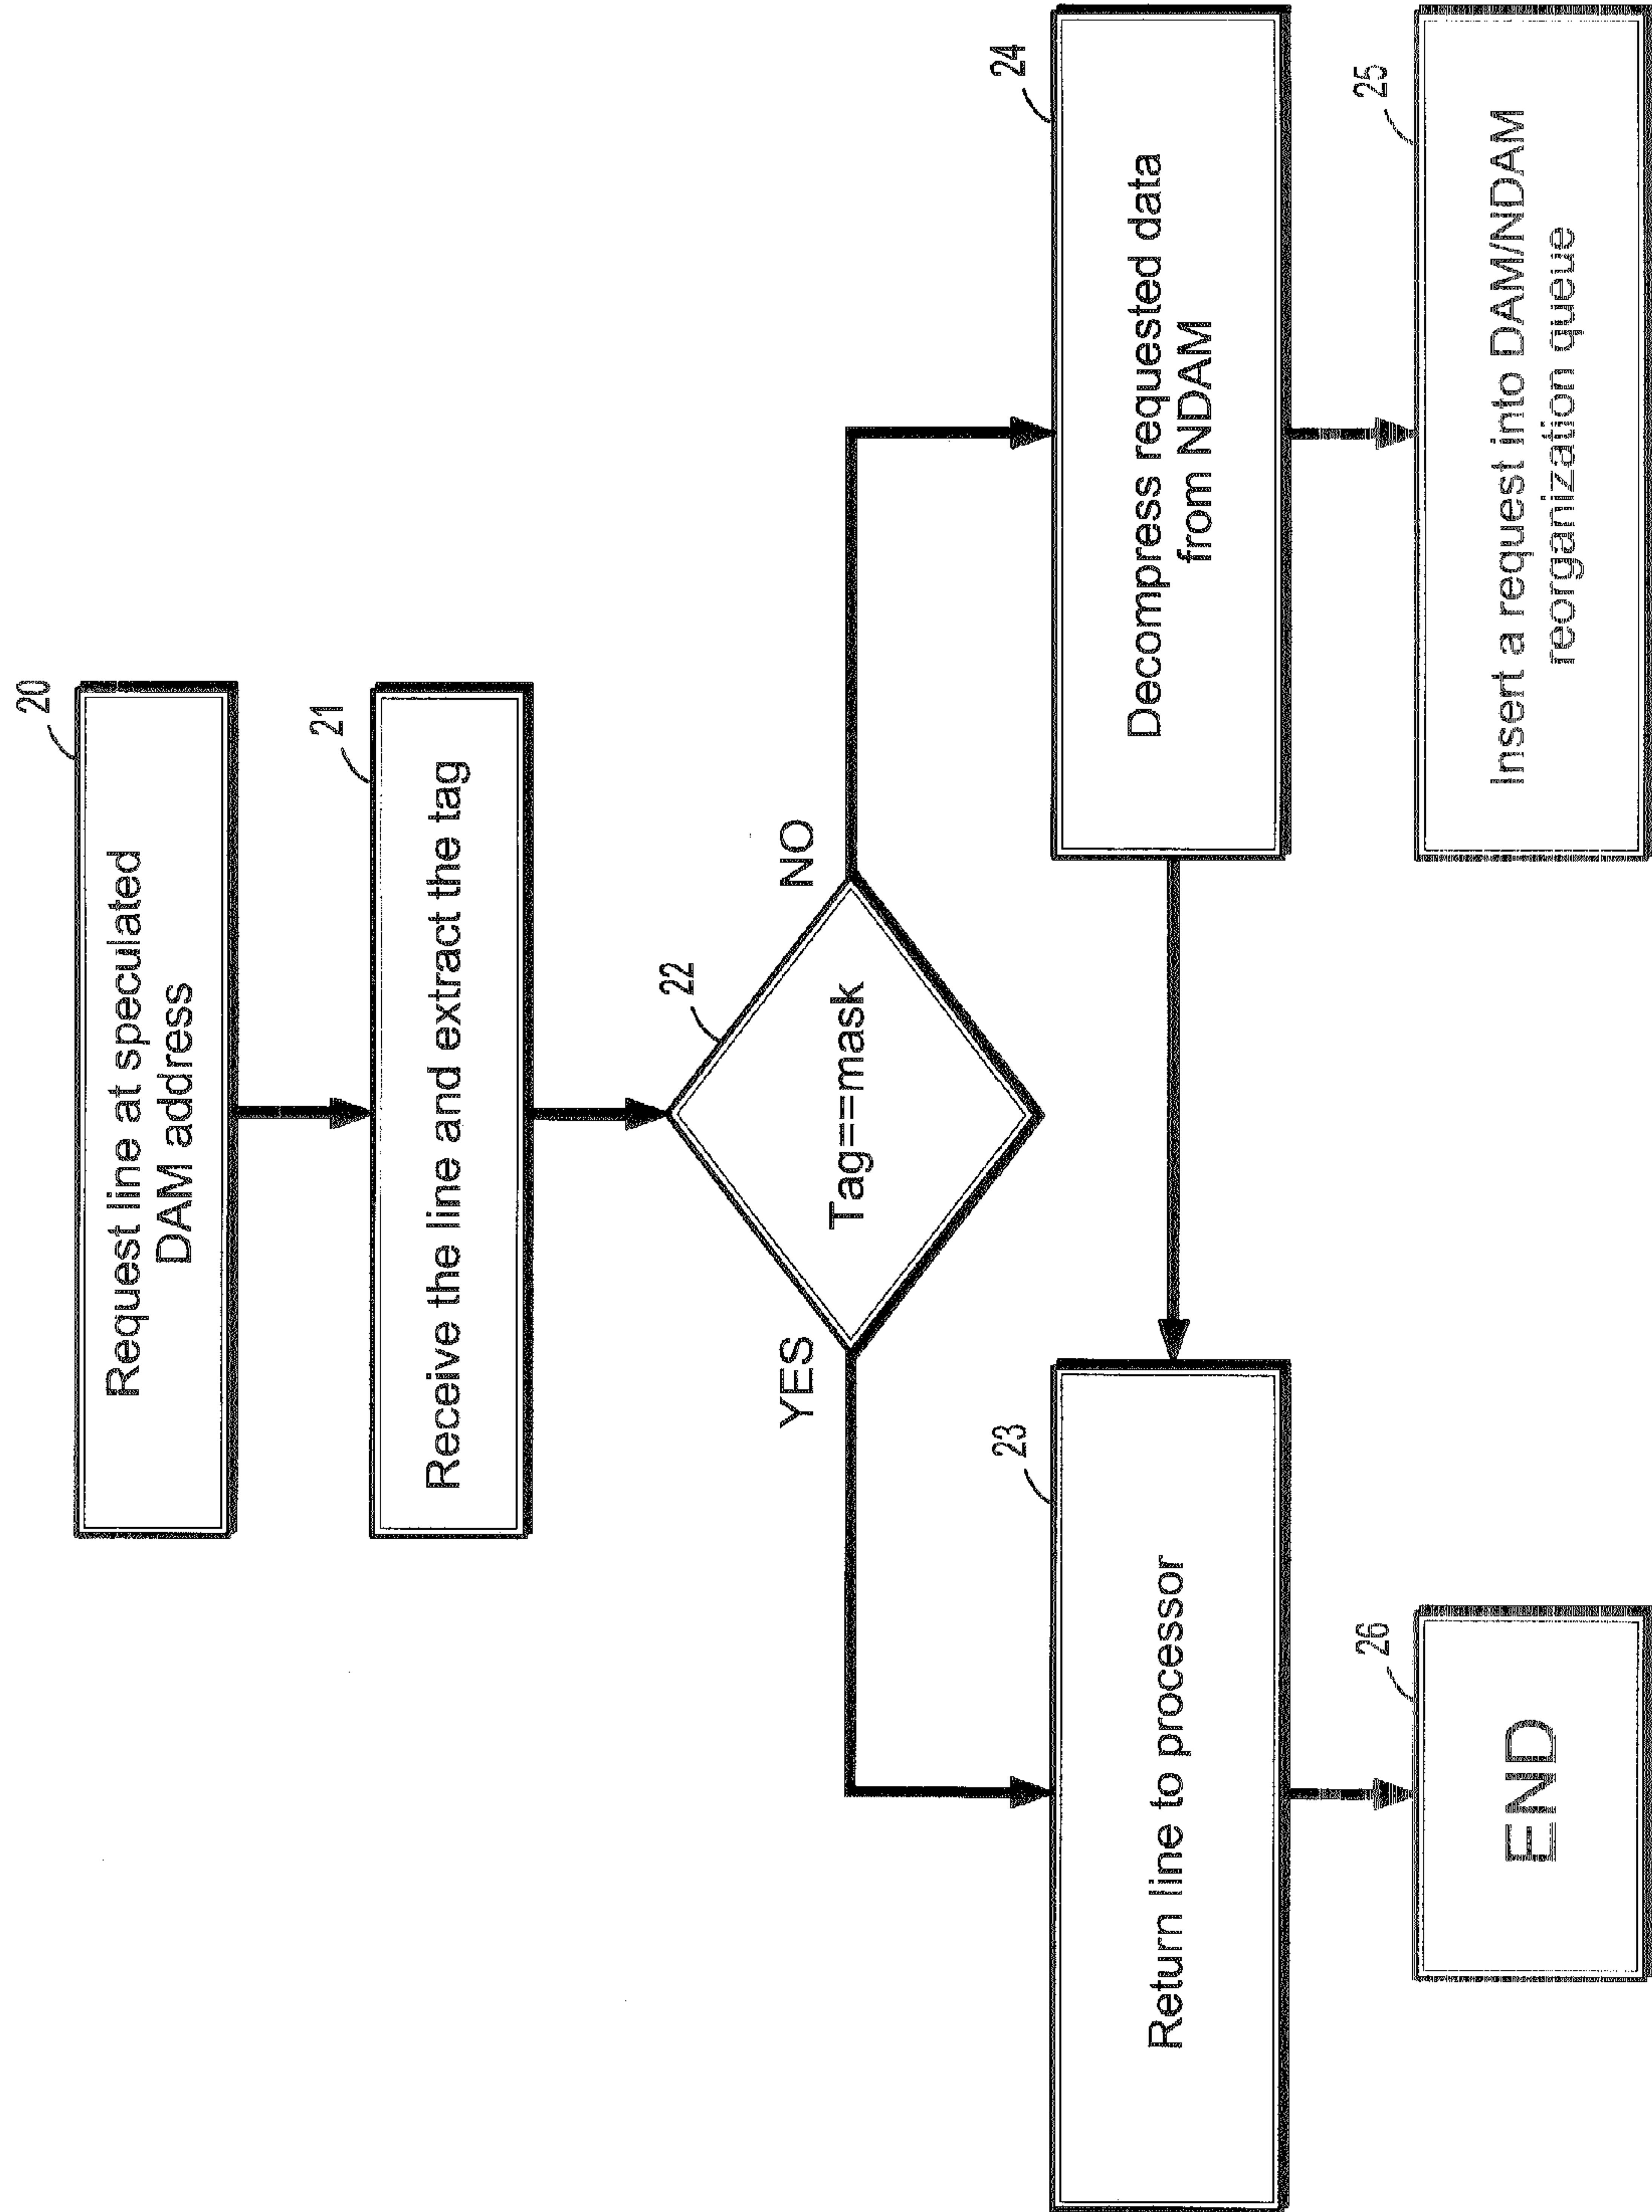 20
Request line at speculated
DAM address
21
Receive the line and extract the tag
22
Tag==mask
YES
NO
23
Return line to processor
24
Decompress requested data
from NDAM
26
END
25
Insert a request into DAM/NDAM
reorganization queue